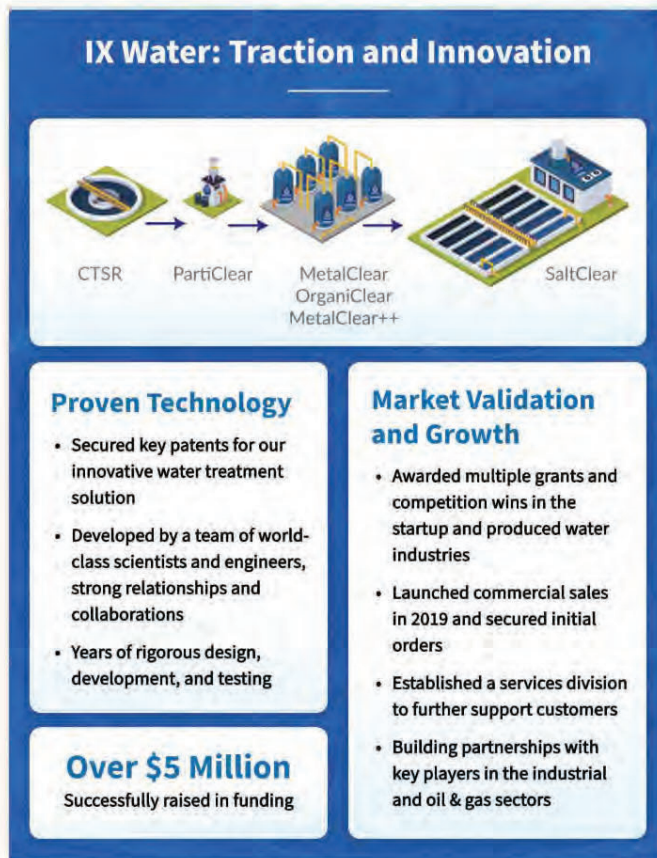 IX Water: Traction and Innovation
CTSR
PartiClear
MetalClear
OrganiClear
MetalClear++
SaltClear
Proven Technology
• Secured key patents for our
innovative water treatment
solution
• Developed by a team of world-
class scientists and engineers,
strong relationships and
collaborations
• Years of rigorous design,
development, and testing
Over $5 Million
Successfully raised in funding
Market Validation
and Growth
• Awarded multiple grants and
competition wins in the
startup and produced water
industries
• Launched commercial sales
in 2019 and secured initial
orders
• Established a services division
to further support customers
• Building partnerships with
key players in the industrial
and oil & gas sectors